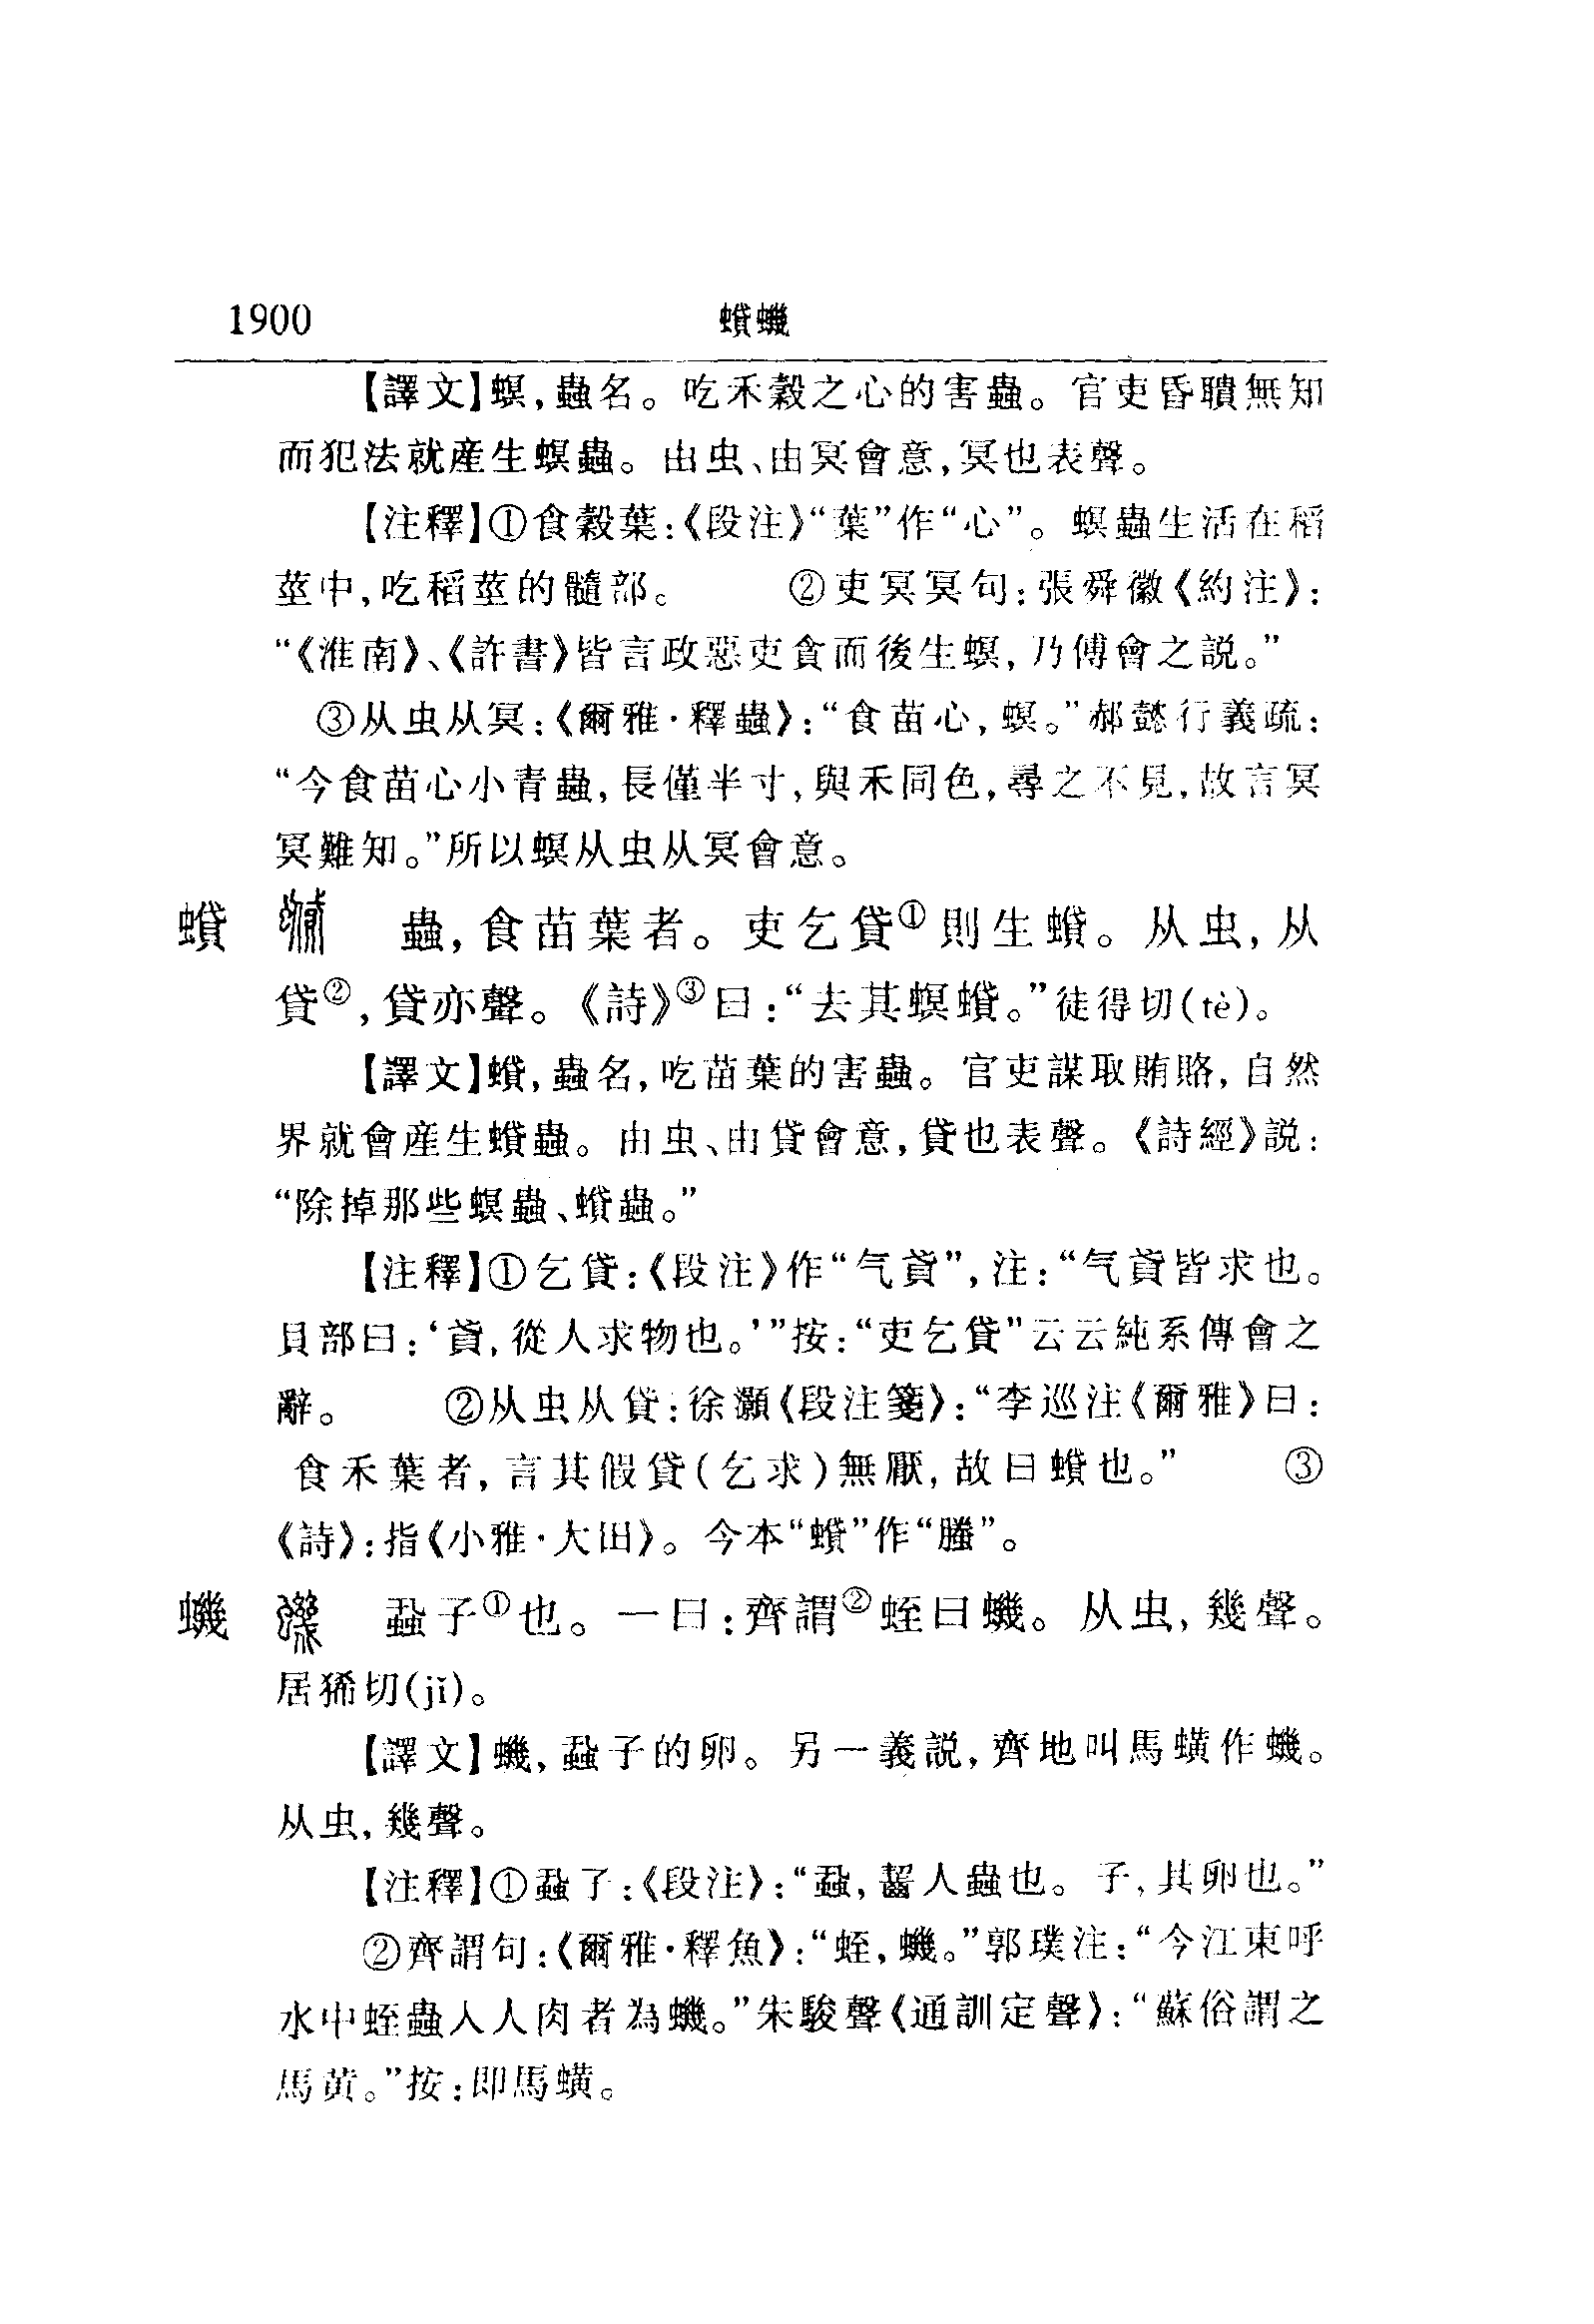 1900 蟘蟣
【譯文】螟,蟲名。吃禾穀之心的害蟲。官吏昏聵無知
而犯法就産生螟蟲。由虫、由冥會意,冥也表聲。
【注釋】①食穀葉:《段注》“葉”作“心”。螟蟲生活在稻
莖中,吃稻莖的髓部。 ②吏冥冥句:張舜徽《約注》:
“《淮南》、《許書》皆言政惡吏貪而後生螟,乃傅會之説。”
③从虫从冥:《爾雅·釋蟲》:“食苗心,螟。”郝懿行義疏:
“今食苗心小青蟲,長僅半寸,與禾同色,尋之不見,故言冥
冥難知。”所以螟从虫从冥會意。
蟘 蟲,食苗葉者。吏乞貸①則生蟘。从虫,从
貸②,貸亦聲。《詩》③曰:“去其螟蟘。”徒得切(tè)。
【譯文】蟘,蟲名,吃苗葉的害蟲。官吏謀取賄賂,自然
界就會産生蟘蟲。由虫、由貸會意,貸也表聲。《詩經》説:
“除掉那些螟蟲、蟘蟲。”
【注釋】①乞貸:《段注》作“气貣”,注:“气貣皆求也。
貝部曰:‘貣,從人求物也。’”按:“吏乞貸”云云純系傳會之
辭。 ②从虫从貸:徐灝《段注箋》:“李巡注《爾雅》曰:
食禾葉者,言其假貸(乞求)無厭,故曰蟘也。” ③
《詩》:指《小雅·大田》。今本“蟘”作“螣”。
蟣 蝨子①也。一曰:齊謂②蛭曰蟣。从虫,幾聲。
居狶切(jǐ)。
【譯文】蟣,蝨子的卵。另一義説,齊地叫馬蟥作蟣。
从虫,幾聲。
【注釋】①蝨子:《段注》:“蝨,齧人蟲也。子,其卵也。”
②齊謂句:《爾雅·釋魚》:“蛭,蟣。”郭璞注:“今江東呼
水中蛭蟲人人肉者為蟣。”朱駿聲《通訓定聲》:“蘇俗謂之
馬黄。”按:即馬蟥。